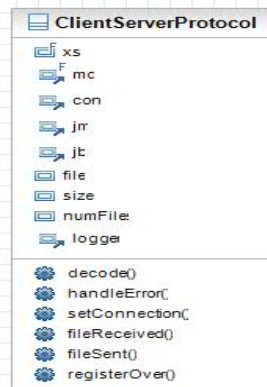 ClientServerProtocol
F
xs
F
mc
con
jm
jb
file
size
numFiles
logger
decode()
handleError()
setConnection()
fileReceived()
fileSent()
registerOver()